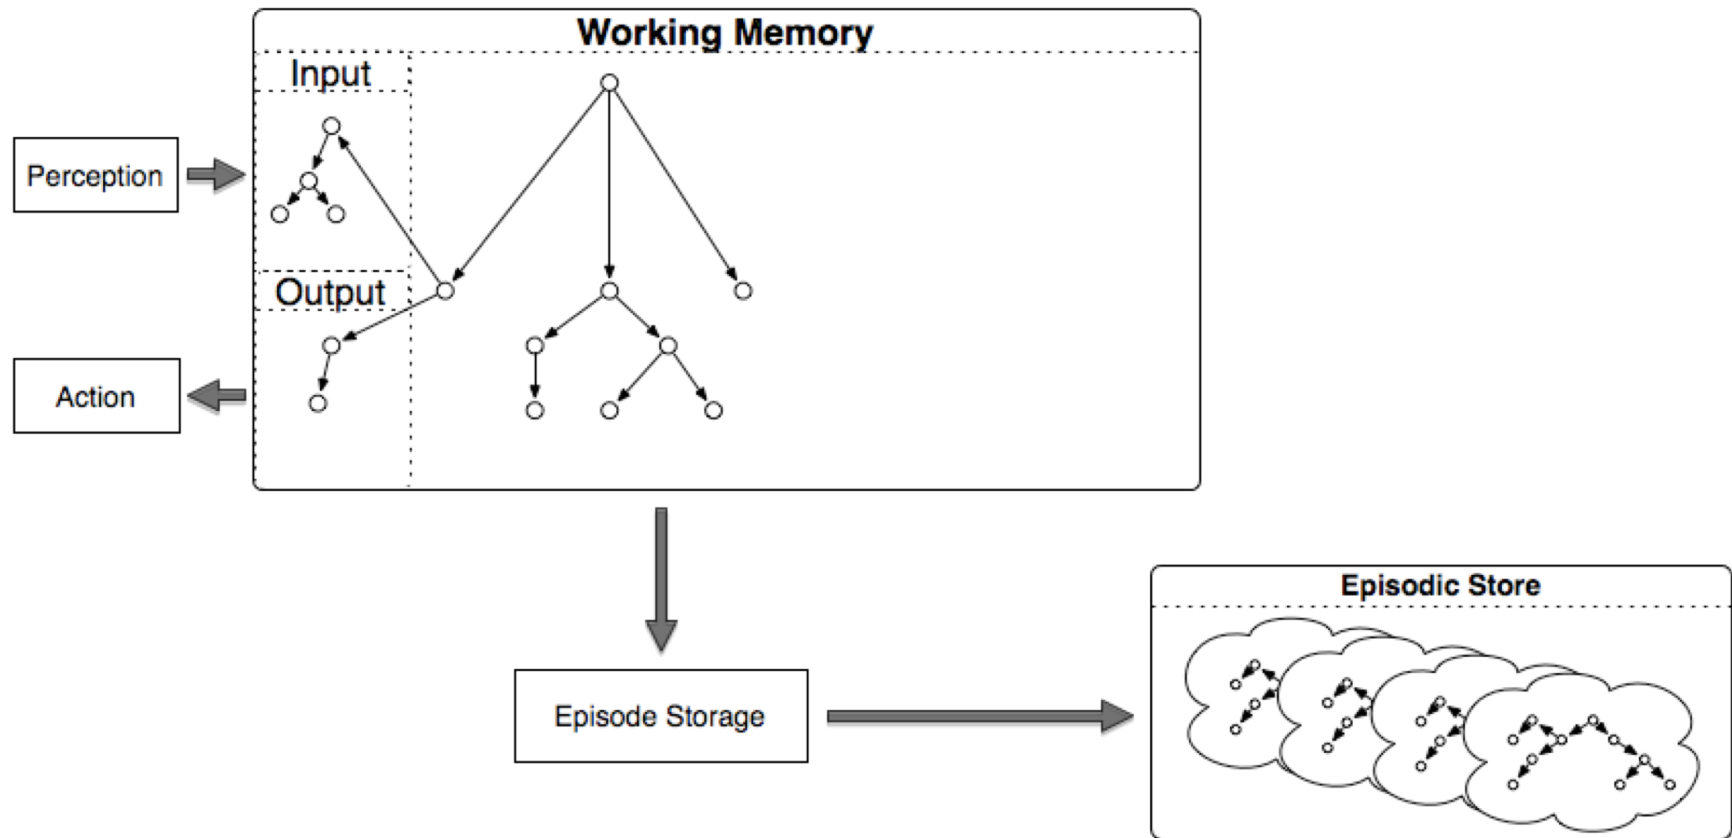 Working Memory
Input
Perception
Output
Action
Episodic Store
Episode Storage